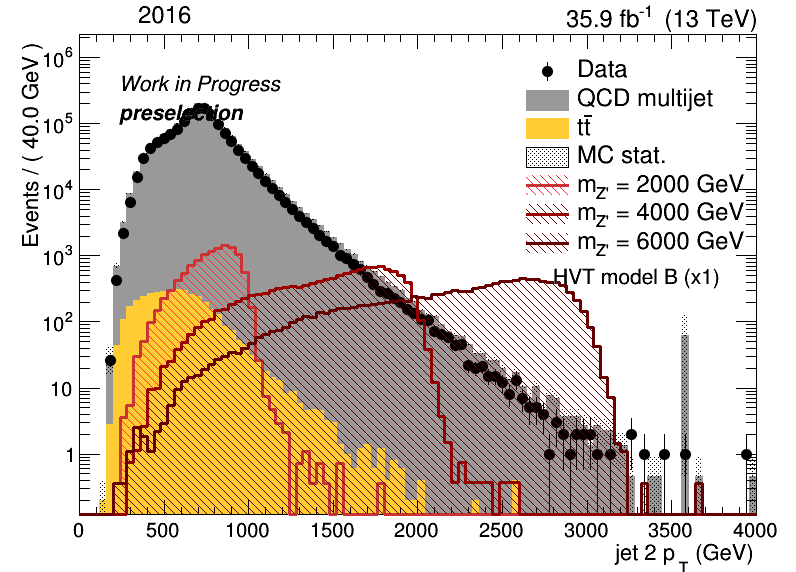 2016
35.9 fb⁻¹ (13 TeV)
Events / ( 40.0 GeV )
10⁶
10⁵
10⁴
10³
10²
10
1
Work in Progress
preselection
Data
QCD multijet
tt̄
MC stat.
m_Z' = 2000 GeV
m_Z' = 4000 GeV
m_Z' = 6000 GeV
HVT model B (x1)
0 500 1000 1500 2000 2500 3000 3500 4000
jet 2 p_T (GeV)